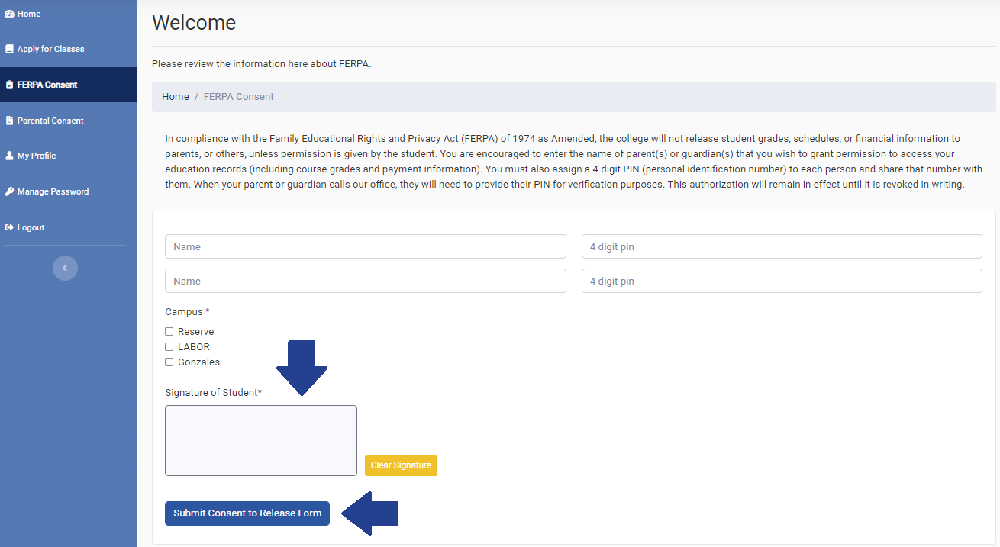 Home
Apply for Classes
FERPA Consent
Parental Consent
My Profile
Manage Password
Logout
Welcome
Please review the information here about FERPA.
Home / FERPA Consent
In compliance with the Family Educational Rights and Privacy Act (FERPA) of 1974 as Amended, the college will not release student grades, schedules, or financial information to
parents, or others, unless permission is given by the student. You are encouraged to enter the name of parent(s) or guardian(s) that you wish to grant permission to access your
education records (including course grades and payment information). You must also assign a 4 digit PIN (personal identification number) to each person and share that number with
them. When your parent or guardian calls our office, they will need to provide their PIN for verification purposes. This authorization will remain in effect until it is revoked in writing.
Name 4 digit pin
Name 4 digit pin
Campus *
Reserve
LABOR
Gonzales
Signature of Student*
Clear Signature
Submit Consent to Release Form